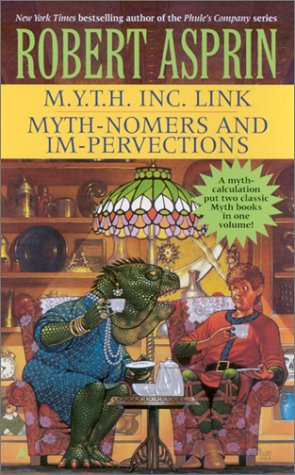 New York Times bestselling author of the Phule's Company series
ROBERT ASPRIN
M.Y.T.H. INC. LINK
MYTH-NOMERS AND
IM-PERVECTIONS
A myth-
calculation
put two classic
Myth books
in one
volume!